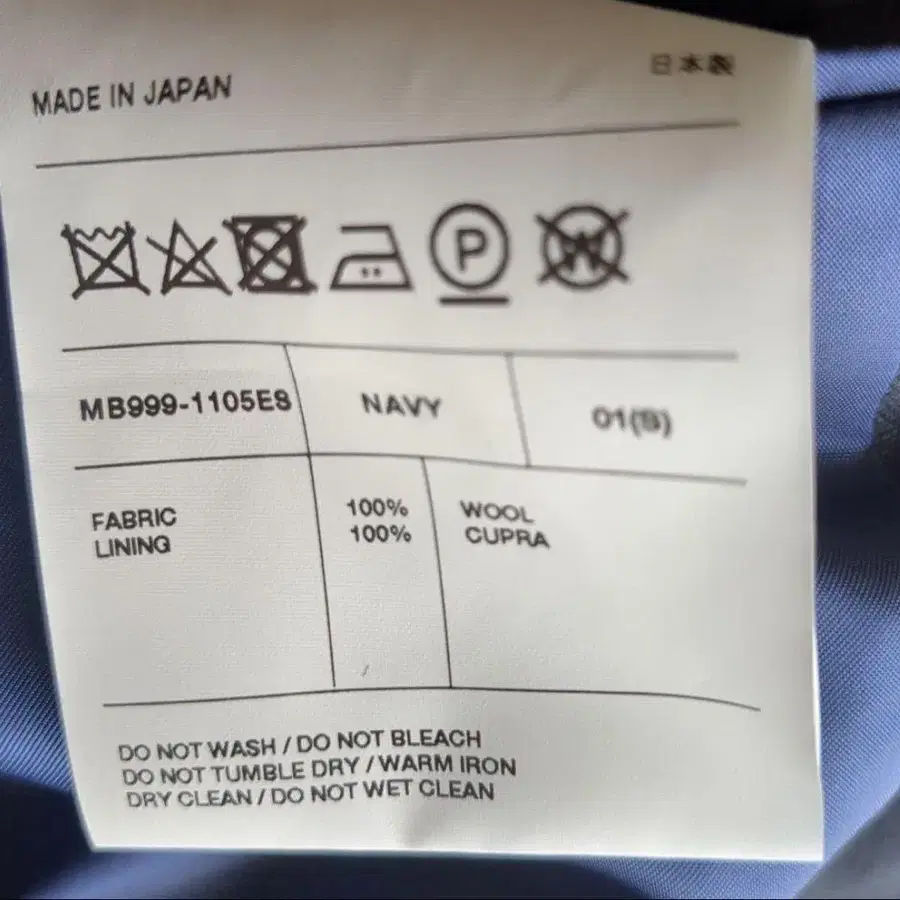 MADE IN JAPAN
日本製
P
W
MB999-1105ES
NAVY
01(S)
FABRIC 100% WOOL
LINING 100% CUPRA
DO NOT WASH / DO NOT BLEACH
DO NOT TUMBLE DRY / WARM IRON
DRY CLEAN / DO NOT WET CLEAN